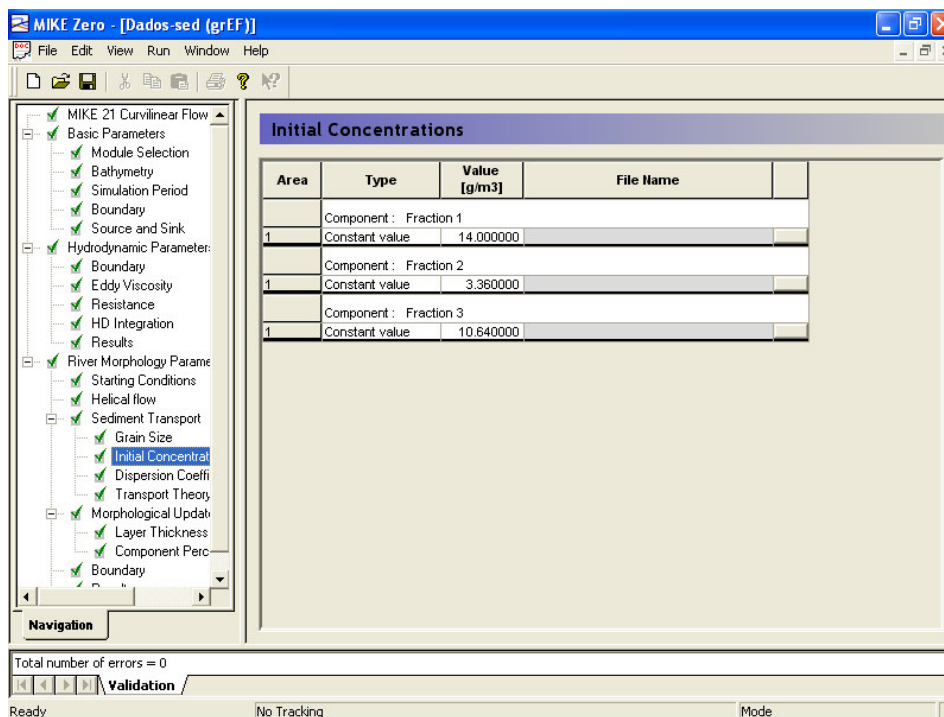 MIKE Zero - [Dados-sed (grEF)]
File Edit View Run Window Help
MIKE 21 Curvilinear Flow
Basic Parameters
Module Selection
Bathymetry
Simulation Period
Boundary
Source and Sink
Hydrodynamic Parameter
Boundary
Eddy Viscosity
Resistance
HD Integration
Results
River Morphology Parame
Starting Conditions
Helical flow
Sediment Transport
Grain Size
Initial Concentrat
Dispersion Coeffi
Transport Theory
Morphological Updat
Layer Thickness
Component Perc
Boundary
Navigation
Initial Concentrations
Area Type Value [g/m3] File Name
Component : Fraction 1
1 Constant value 14.000000
Component : Fraction 2
1 Constant value 3.360000
Component : Fraction 3
1 Constant value 10.640000
Total number of errors = 0
Validation
Ready No Tracking Mode